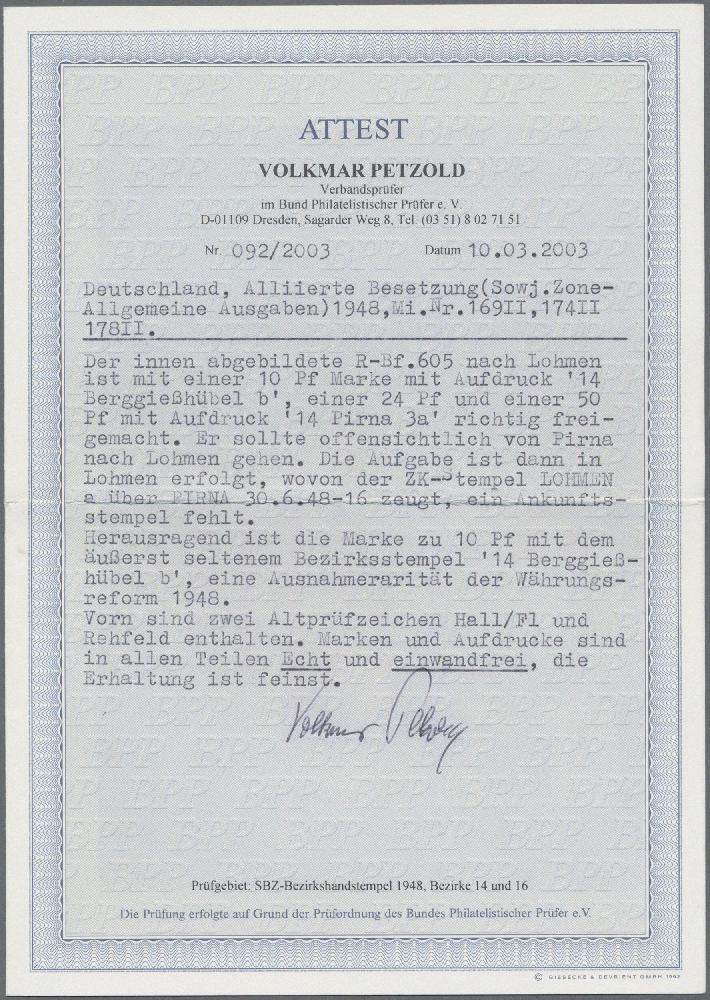 ATTEST
VOLKMAR PETZOLD
Verbandsprüfer
im Bund Philatelistischer Prüfer e. V.
D-01109 Dresden, Sagarder Weg 8, Tel. (03 51) 8 02 71 51
Nr. 092/2003 Datum 10.03.2003
Deutschland, Alliierte Besetzung(Sowj.Zone-
Allgemeine Ausgaben)1948,Mi.Nr.169II,174II
178II.
Der innen abgebildete R-Bf.605 nach Lohmen
ist mit einer 10 Pf Marke mit Aufdruck '14
Berggießhübel b', einer 24 Pf und einer 50
Pf mit Aufdruck '14 Pirna 3a' richtig frei-
gemacht. Er sollte offensichtlich von Pirna
nach Lohmen gehen. Die Aufgabe ist dann in
Lohmen erfolgt, wovon der ZK-Stempel LOHMEN
a über PIRNA 30.6.48-16 zeugt, ein Ankunfts-
stempel fehlt.
Herausragend ist die Marke zu 10 Pf mit dem
äußerst seltenem Bezirksstempel '14 Berggieß-
hübel b', eine Ausnahmerarität der Währungs-
reform 1948.
Vorn sind zwei Altprüfzeichen Hall/Fl und
Rehfeld enthalten. Marken und Aufdrucke sind
in allen Teilen Echt und einwandfrei, die
Erhaltung ist feinst.
Volkmar Petzold
Prüfgebiet: SBZ-Bezirkshandstempel 1948, Bezirke 14 und 16
Die Prüfung erfolgte auf Grund der Prüfordnung des Bundes Philatelistischer Prüfer e.V.
© GIESECKE & DEVRIENT GMBH 1992